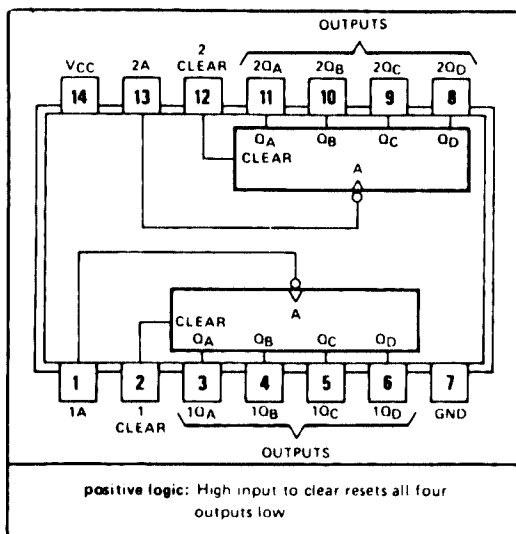 OUTPUTS
VCC 2A 2 CLEAR 2QA 2QB 2QC 2QD
14 13 12 11 10 9 8
QA QB QC QD
CLEAR
A
A
CLEAR
QA QB QC QD
1 2 3 4 5 6 7
1A 1 CLEAR 1QA 1QB 1QC 1QD GND
OUTPUTS
positive logic: High input to clear resets all four
outputs low